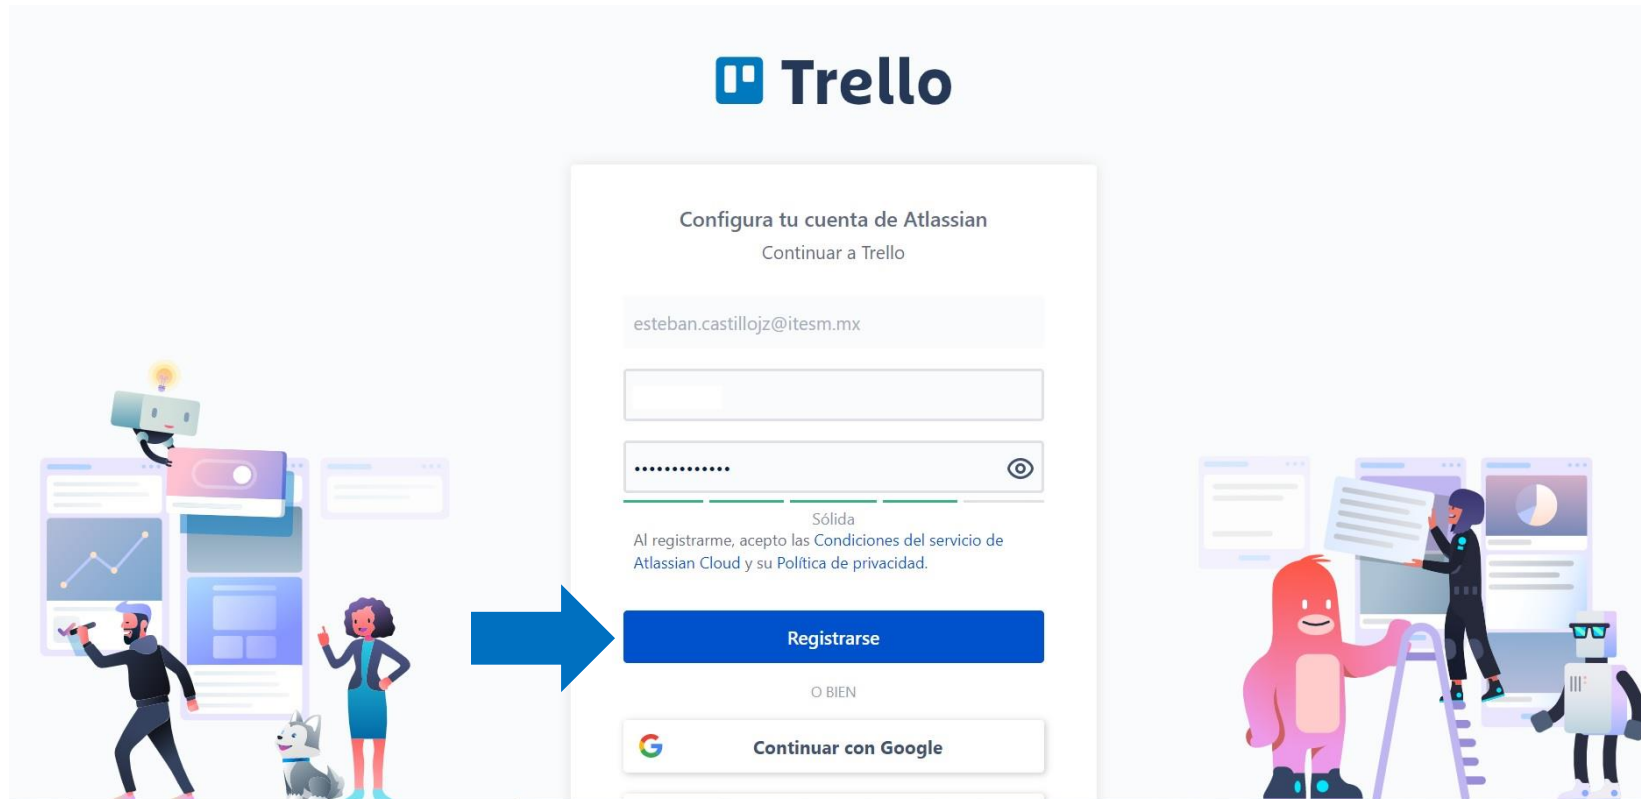 Trello
Configura tu cuenta de Atlassian
Continuar a Trello
esteban.castillojz@itesm.mx
•••••••••••••
Sólida
Al registrarme, acepto las Condiciones del servicio de
Atlassian Cloud y su Política de privacidad.
Registrarse
O BIEN
Continuar con Google